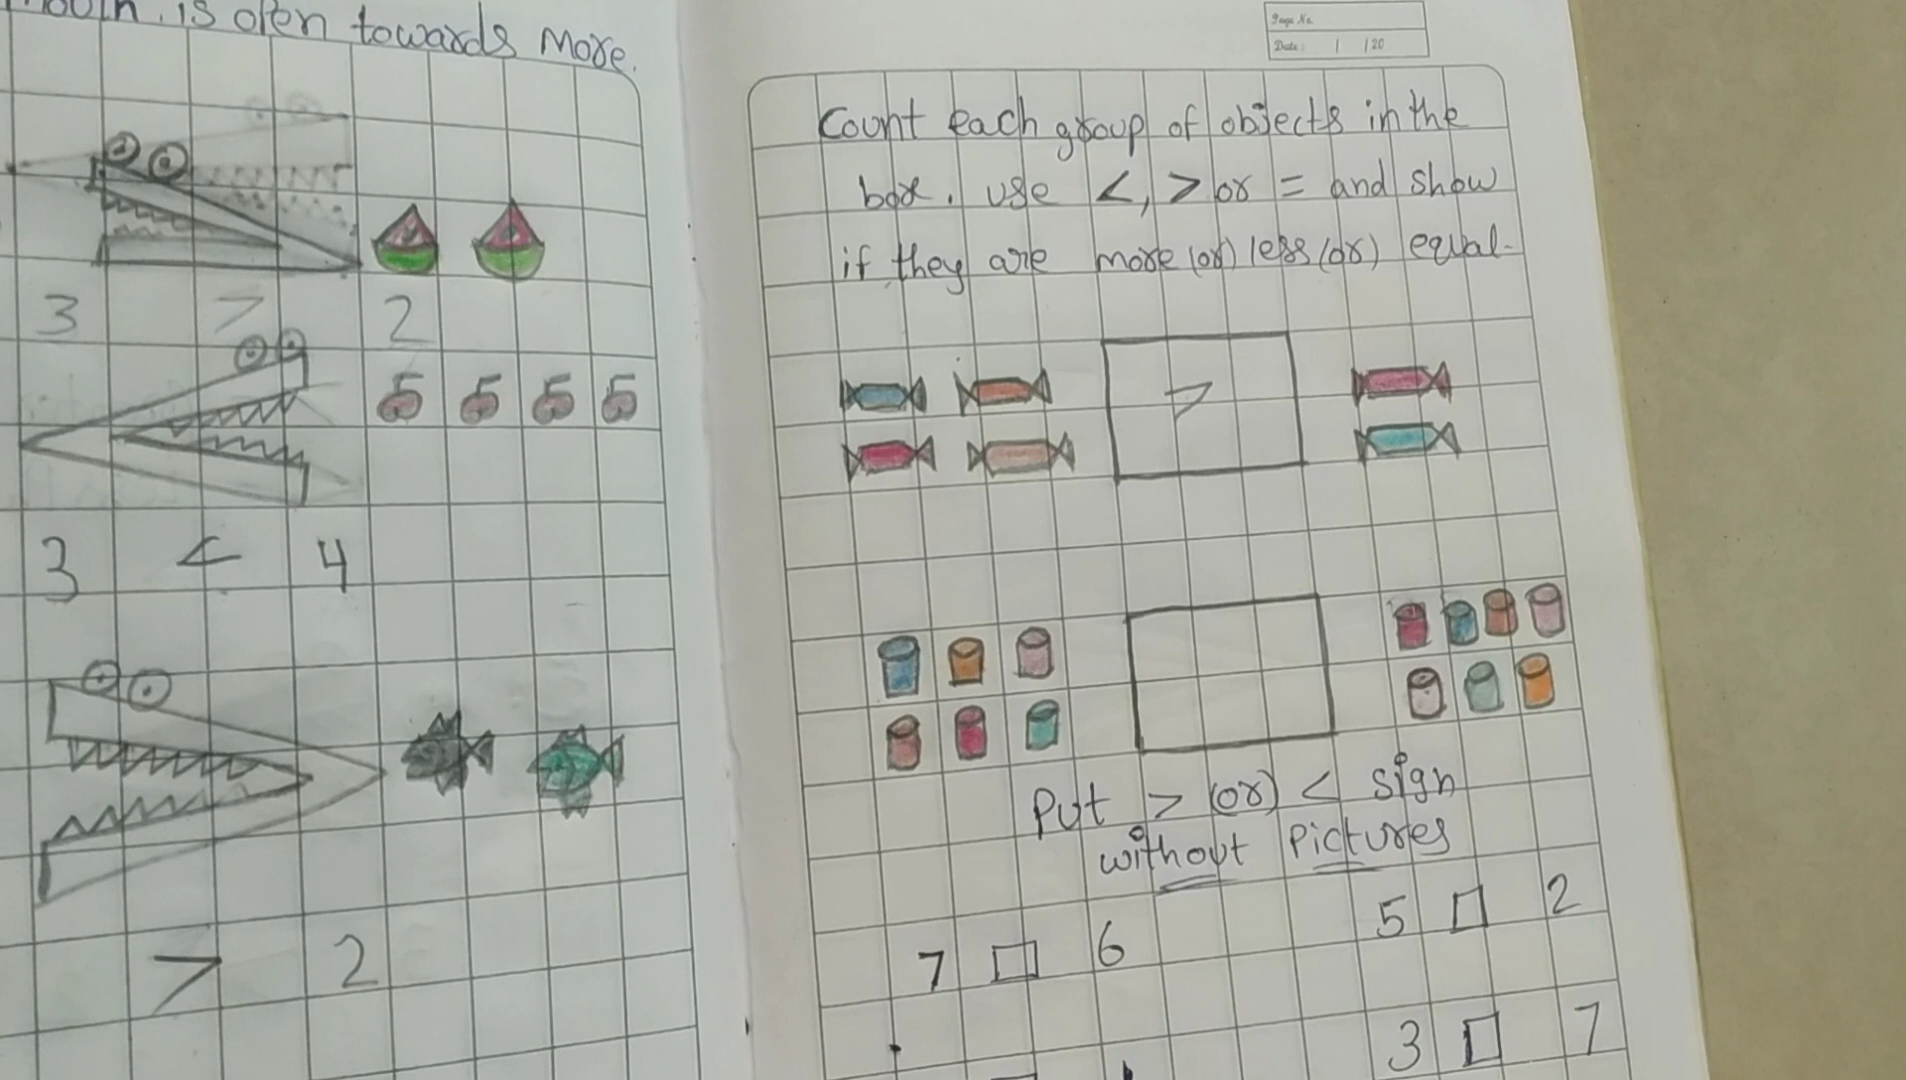 is open towards more.
3 > 2
3 < 4
> 2
Page No.
Date: / /20
Count each group of objects in the
box. use <, > or = and show
if they are more (or) less (or) equal-
>
Put > (or) < sign
without pictures
7 □ 6
5 □ 2
3 □ 7